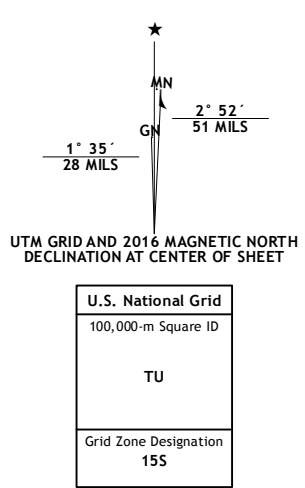 ★
MN
2° 52´
51 MILS
GN
1° 35´
28 MILS
UTM GRID AND 2016 MAGNETIC NORTH
DECLINATION AT CENTER OF SHEET
U.S. National Grid
100,000-m Square ID
TU
Grid Zone Designation
15S